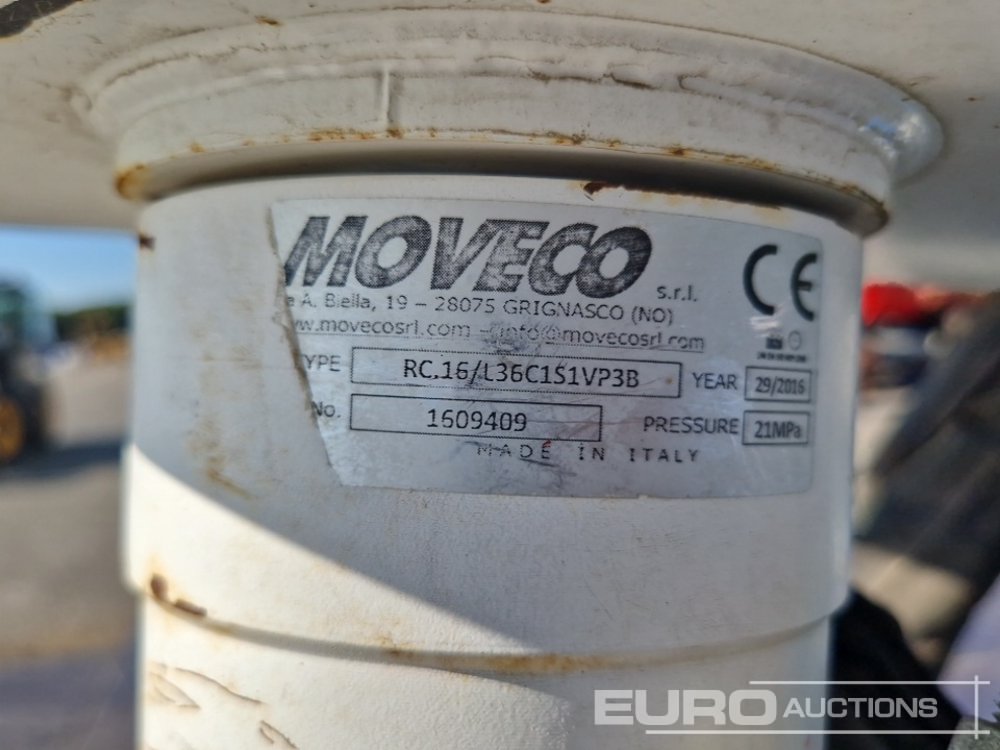 MOVECO s.r.l.
e A. Biella, 19 – 28075 GRIGNASCO (NO)
www.movecosrl.com – info@movecosrl.com
TYPE RC.16/L36C1S1VP3B YEAR 29/2016
No. 1609409 PRESSURE 21MPa
MADE IN ITALY
CE
EURO AUCTIONS